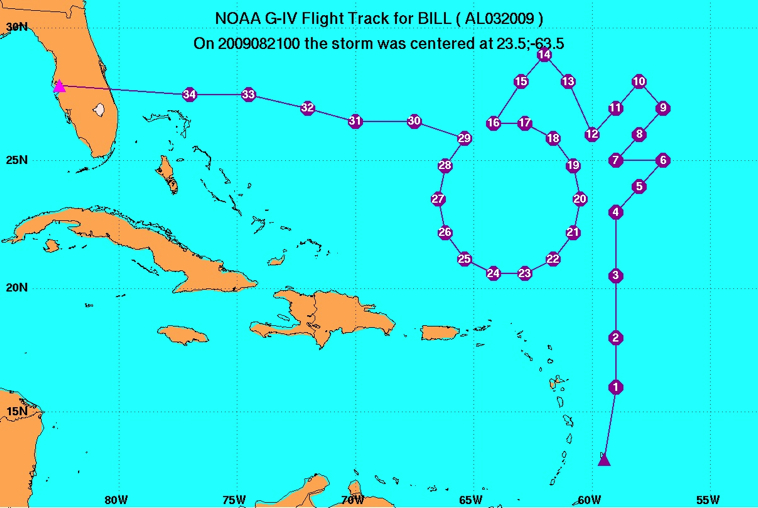 NOAA G-IV Flight Track for BILL ( AL032009 )
On 2009082100 the storm was centered at 23.5;-63.5
30N
14
15
13
10
34
33
32
11
9
31
30
16
17
12
8
29
18
25N
28
19
7
6
5
27
20
4
26
21
25
22
24
23
3
20N
2
1
15N
80W
75W
70W
65W
60W
55W